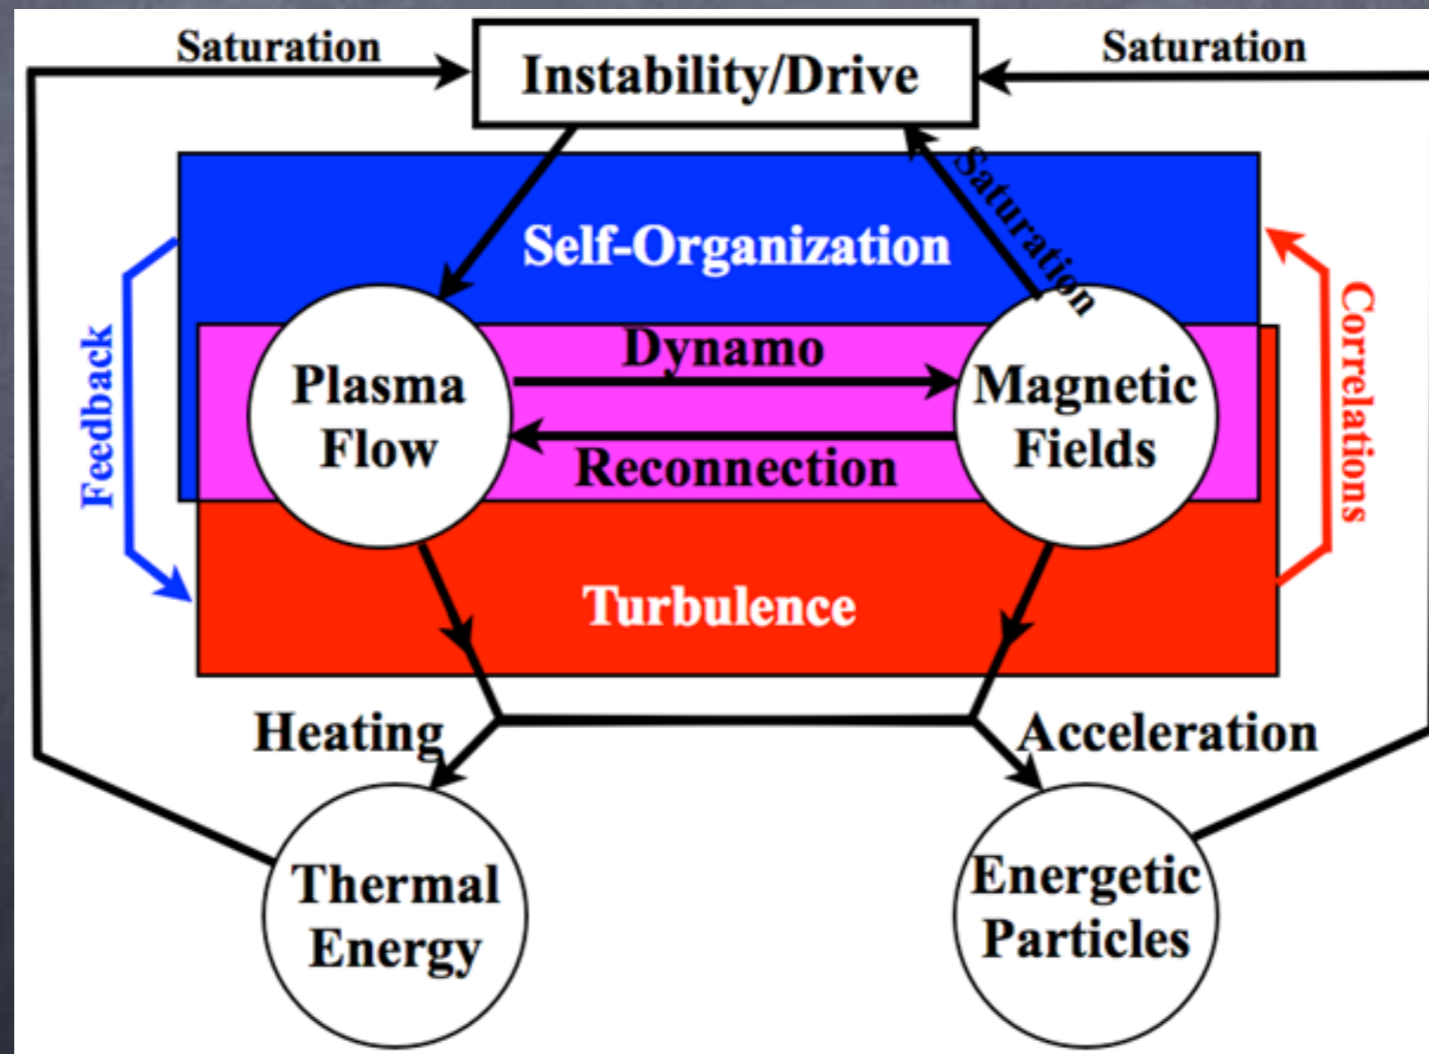 Saturation
Saturation
Instability/Drive
Saturation
Self-Organization
Feedback
Correlations
Dynamo
Plasma
Flow
Magnetic
Fields
Reconnection
Turbulence
Heating
Acceleration
Thermal
Energy
Energetic
Particles